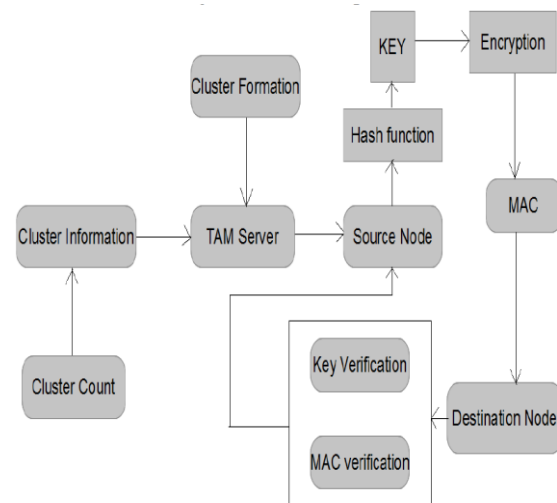 KEY
Encryption
Cluster Formation
Hash function
MAC
Cluster Information
TAM Server
Source Node
Key Verification
Cluster Count
Destination Node
MAC verification